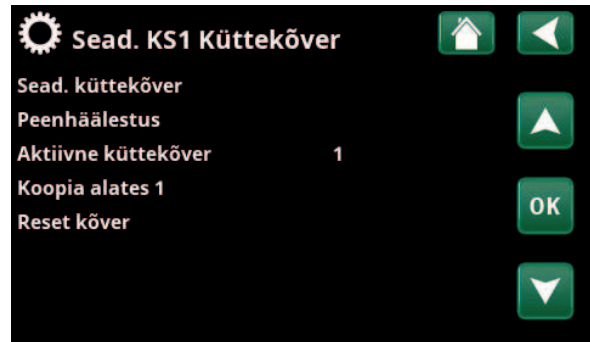 Sead. KS1 Küttekõver
Sead. küttekõver
Peenhäälestus
Aktiivne küttekõver 1
Koopia alates 1
OK
Reset kõver